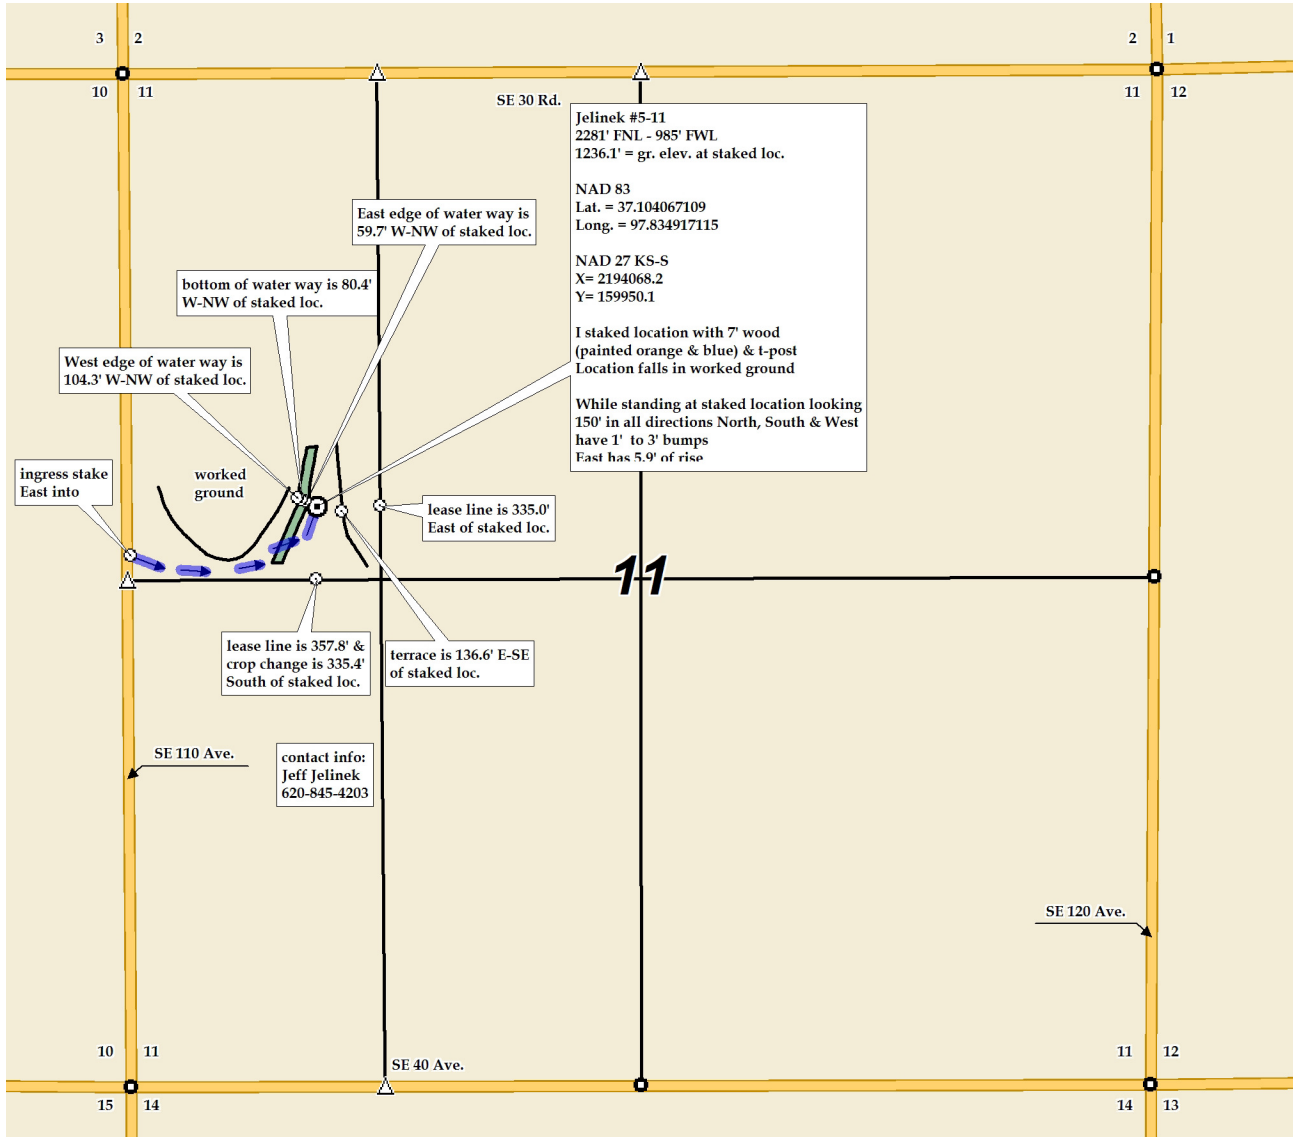 3 2
2 1
10 11
11 12
SE 30 Rd.
Jelinek #5-11
2281' FNL - 985' FWL
1236.1' = gr. elev. at staked loc.
NAD 83
Lat. = 37.104067109
Long. = 97.834917115
NAD 27 KS-S
X= 2194068.2
Y= 159950.1
I staked location with 7' wood
(painted orange & blue) & t-post
Location falls in worked ground
While standing at staked location looking
150' in all directions North, South & West
have 1' to 3' bumps
East has 5.9' of rise
East edge of water way is
59.7' W-NW of staked loc.
bottom of water way is 80.4'
W-NW of staked loc.
West edge of water way is
104.3' W-NW of staked loc.
ingress stake
East into
worked
ground
lease line is 335.0'
East of staked loc.
11
lease line is 357.8' &
crop change is 335.4'
South of staked loc.
terrace is 136.6' E-SE
of staked loc.
SE 110 Ave.
contact info:
Jeff Jelinek
620-845-4203
SE 120 Ave.
SE 40 Ave.
10 11
11 12
15 14
14 13